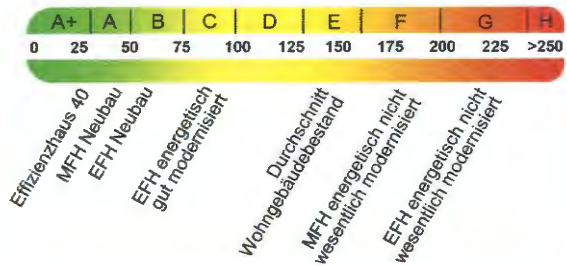 A+ | A | B | C | D | E | F | G | H
0 25 50 75 100 125 150 175 200 225 >250
Effizienzhaus 40
MFH Neubau
EFH Neubau
EFH energetisch
gut modernisiert
Durchschnitt
Wohngebäudebestand
MFH energetisch nicht
wesentlich modernisiert
EFH energetisch nicht
wesentlich modernisiert